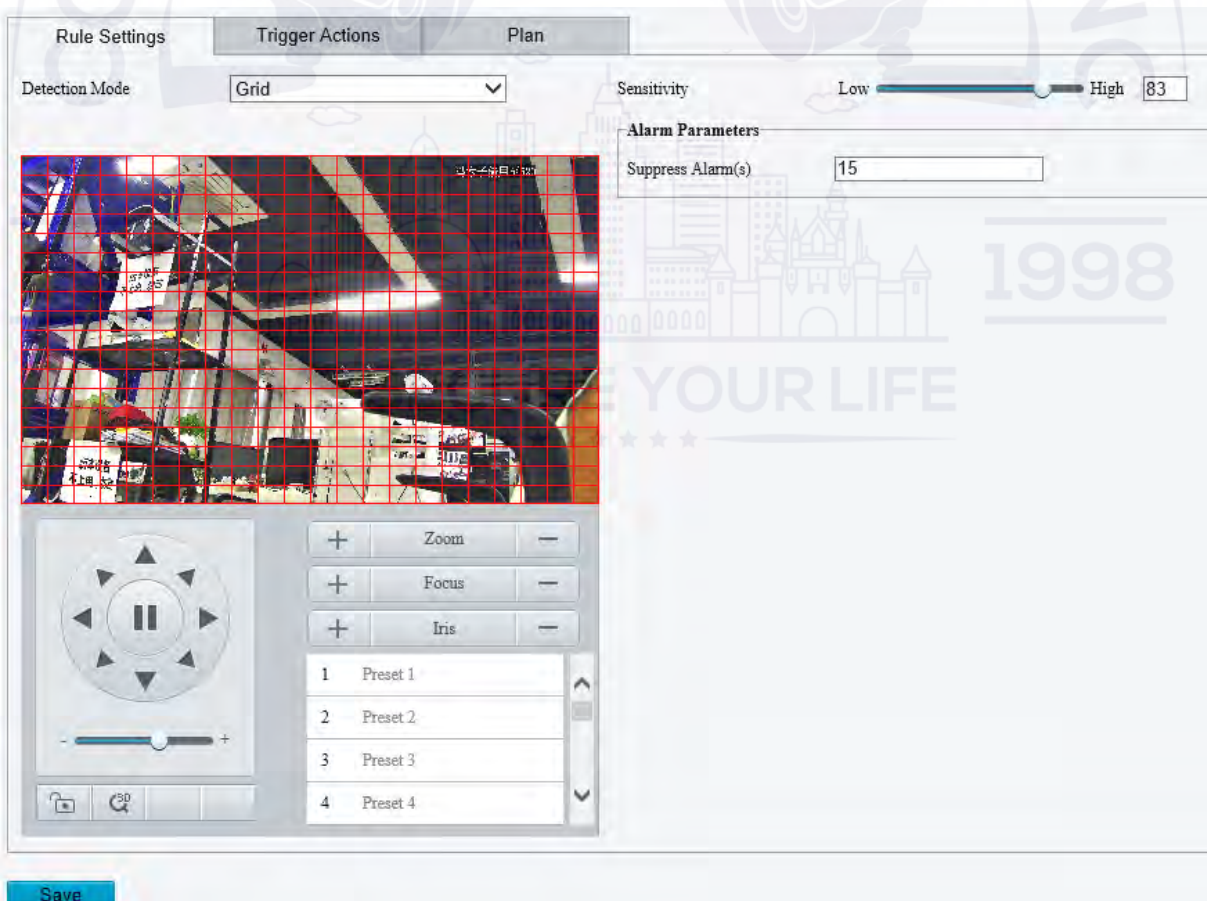 Rule Settings
Trigger Actions
Plan
Detection Mode
Grid
Sensitivity
Low
High
83
Alarm Parameters
Suppress Alarm(s)
15
1998
YOUR LIFE
+ Zoom −
+ Focus −
+ Iris −
1 Preset 1
2 Preset 2
3 Preset 3
4 Preset 4
- +
3D
Save